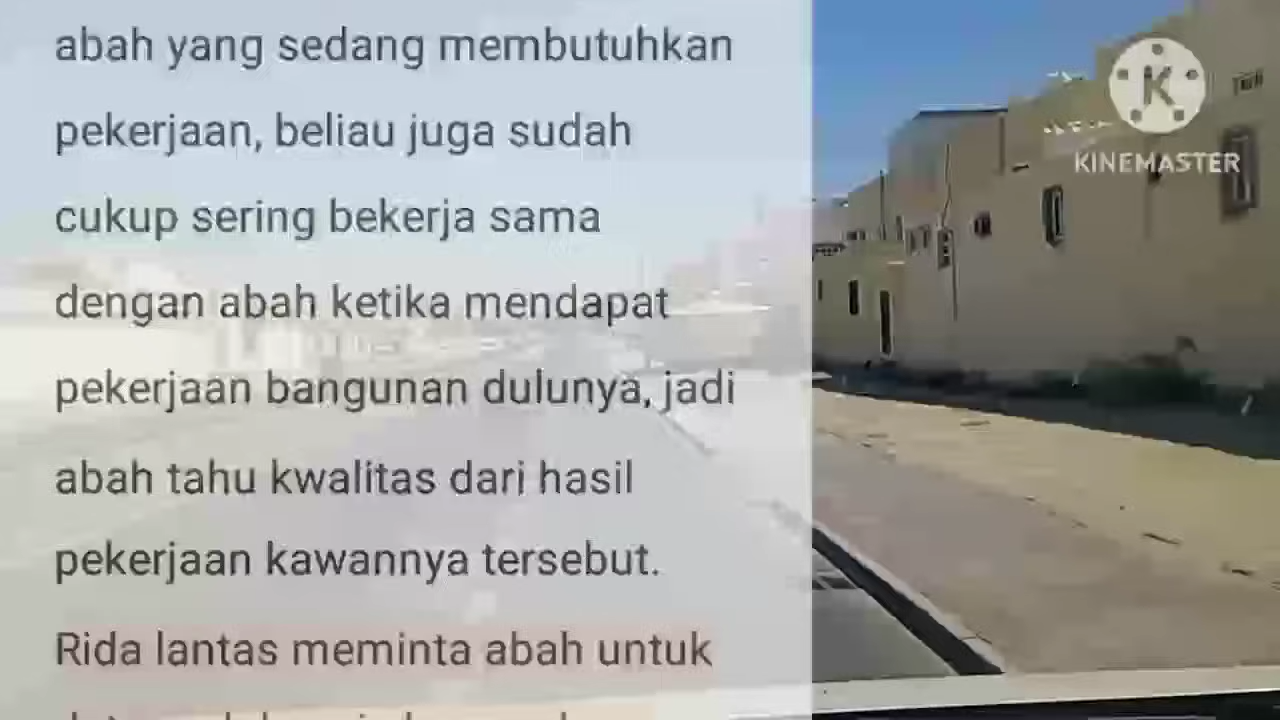 abah yang sedang membutuhkan
pekerjaan, beliau juga sudah
cukup sering bekerja sama
dengan abah ketika mendapat
pekerjaan bangunan dulunya, jadi
abah tahu kwalitas dari hasil
pekerjaan kawannya tersebut.
Rida lantas meminta abah untuk
KINEMASTER